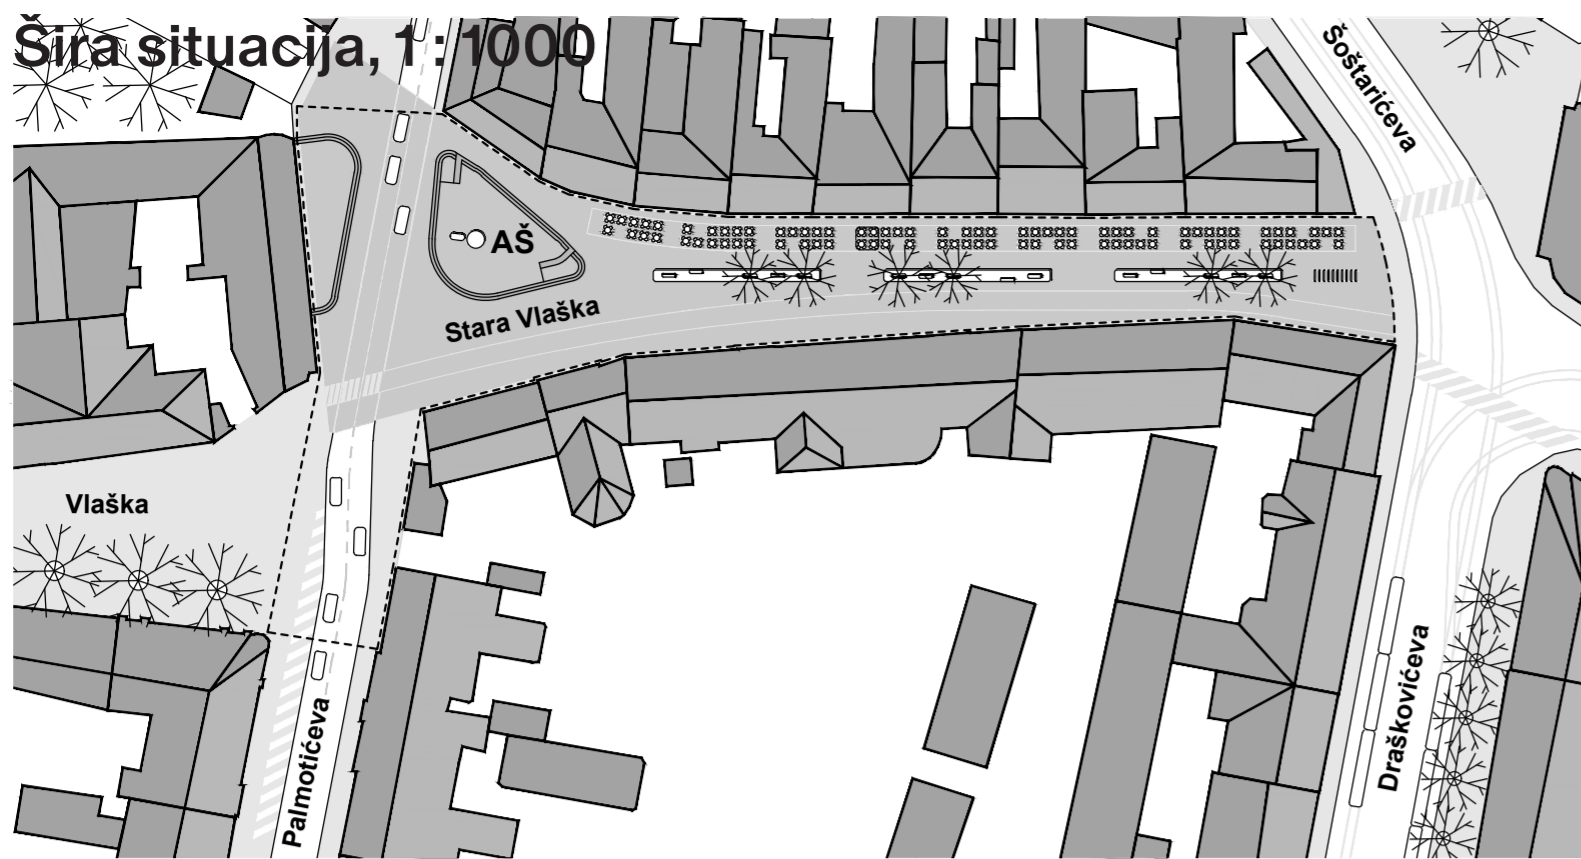 Šira situacija, 1 : 1000
Šoštarićeva
AŠ
Stara Vlaška
Vlaška
Palmotićeva
Draškovićeva